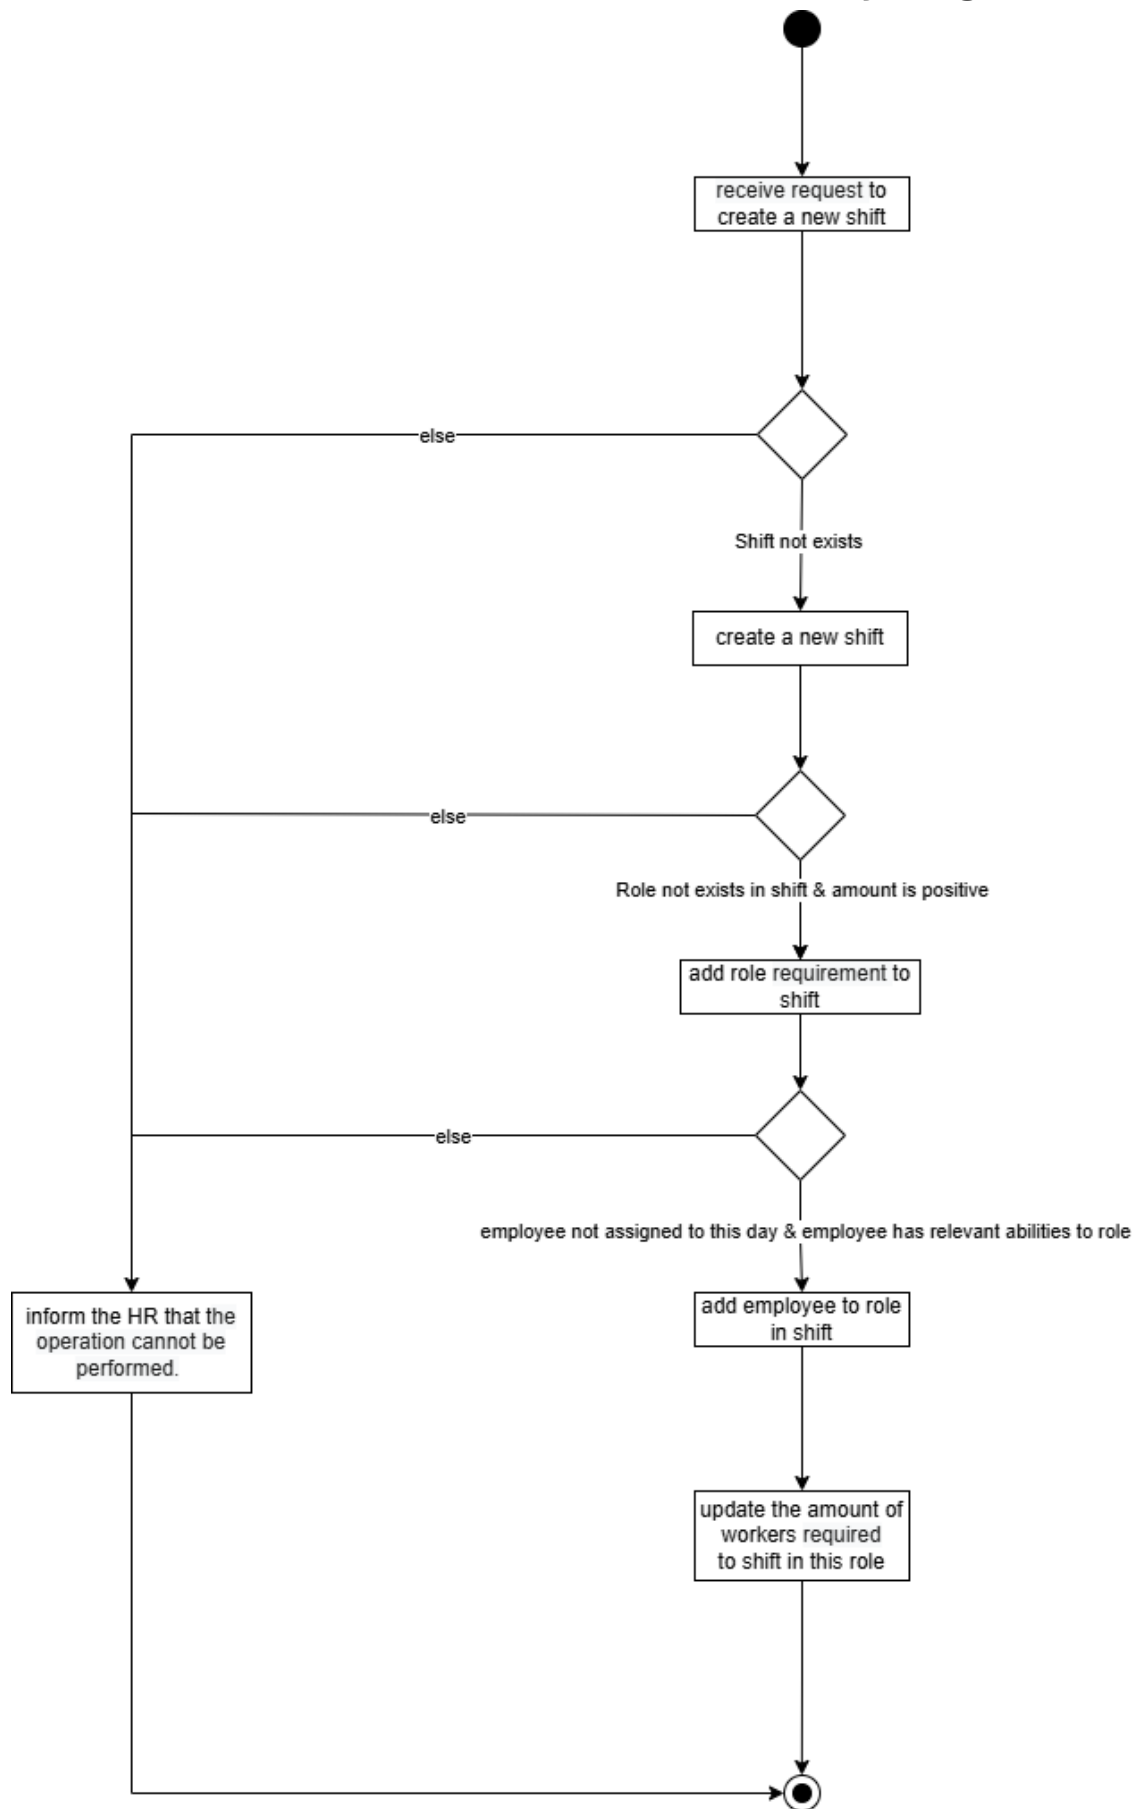 receive request to
create a new shift
else
Shift not exists
create a new shift
else
Role not exists in shift & amount is positive
add role requirement to
shift
else
employee not assigned to this day & employee has relevant abilities to role
inform the HR that the
operation cannot be
performed.
add employee to role
in shift
update the amount of
workers required
to shift in this role